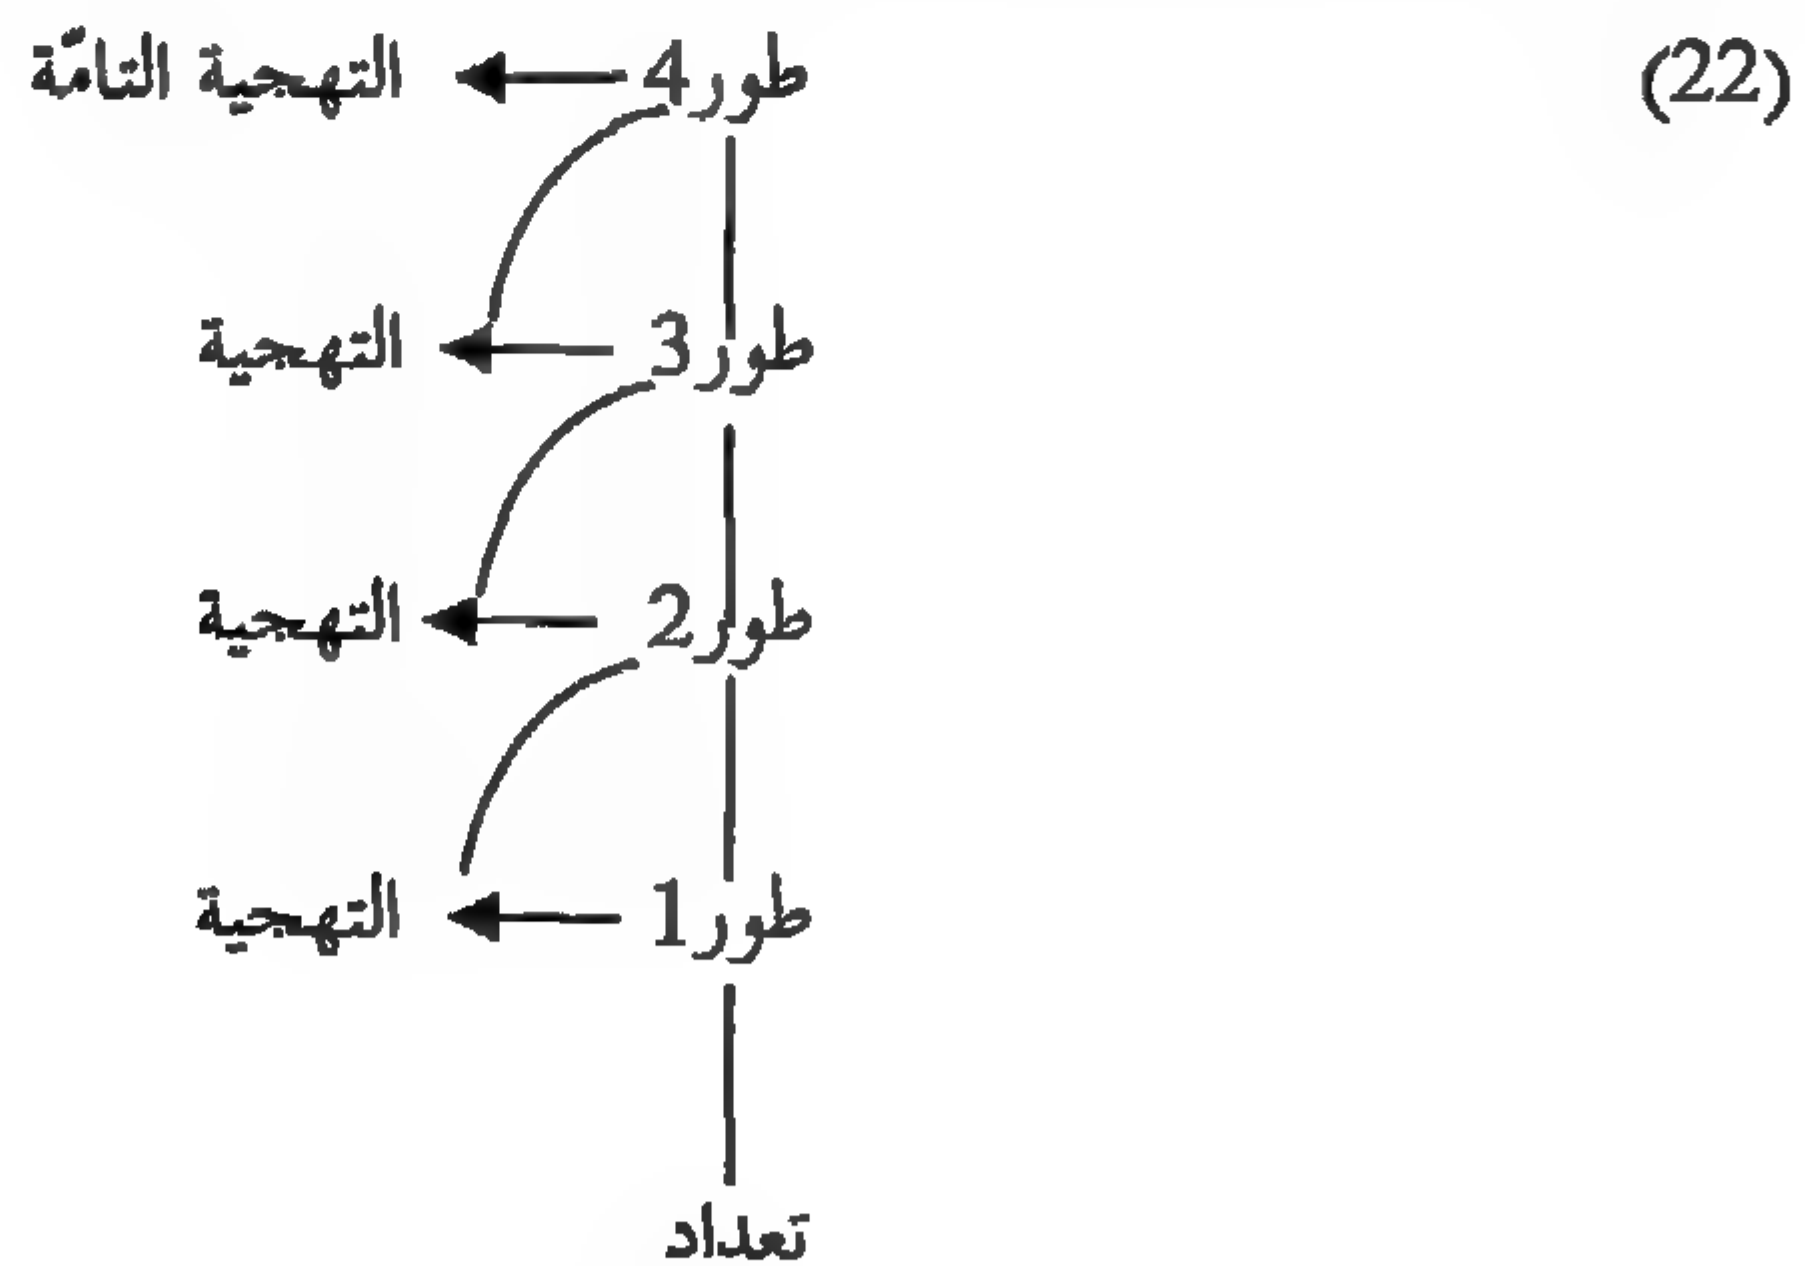 (22) طور4 التهجية التامّة
طور3 التهجية
طور2 التهجية
طور1 التهجية
تعداد